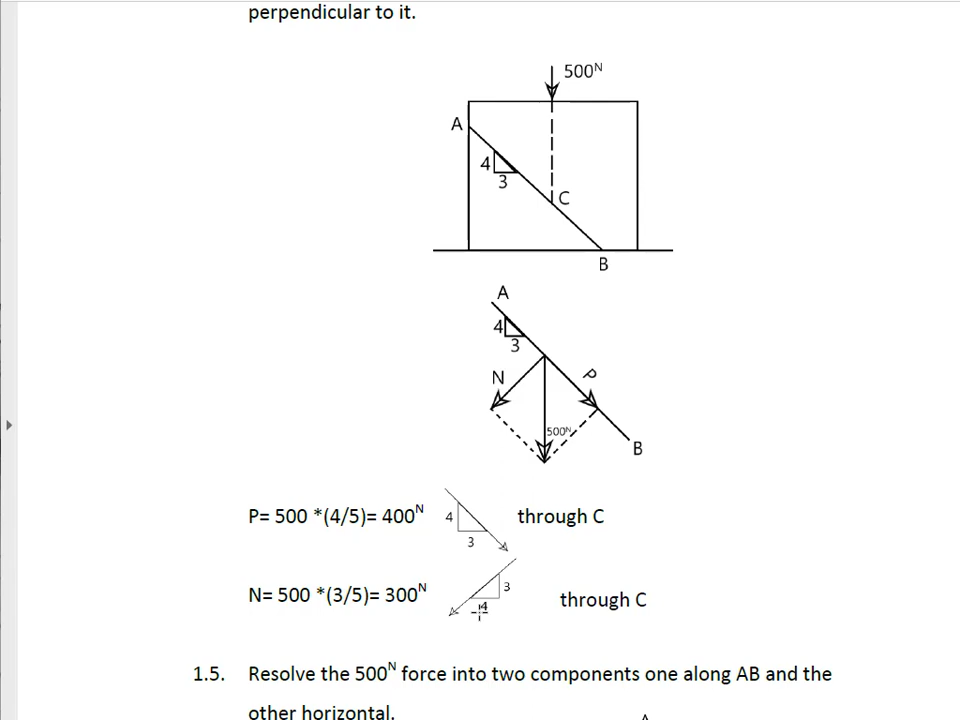 perpendicular to it.
500N
A
4
3
C
B
A
4
3
N
P
500N
B
P= 500 *(4/5)= 400N
4
3
through C
N= 500 *(3/5)= 300N
3
4
through C
1.5. Resolve the 500N force into two components one along AB and the
other horizontal.